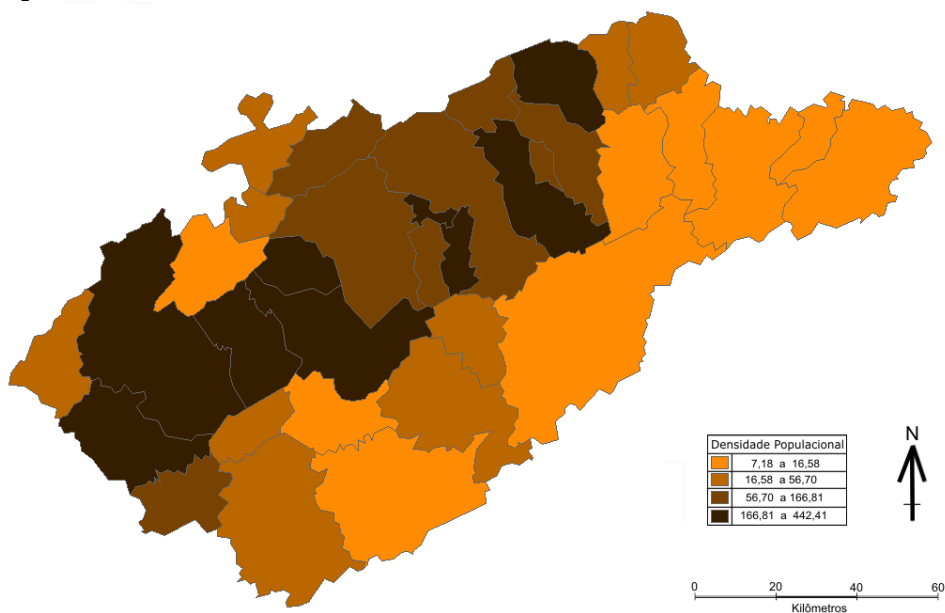 Densidade Populacional
7,18 a 16,58
16,58 a 56,70
56,70 a 166,81
166,81 a 442,41
N
0 20 40 60
Kilômetros